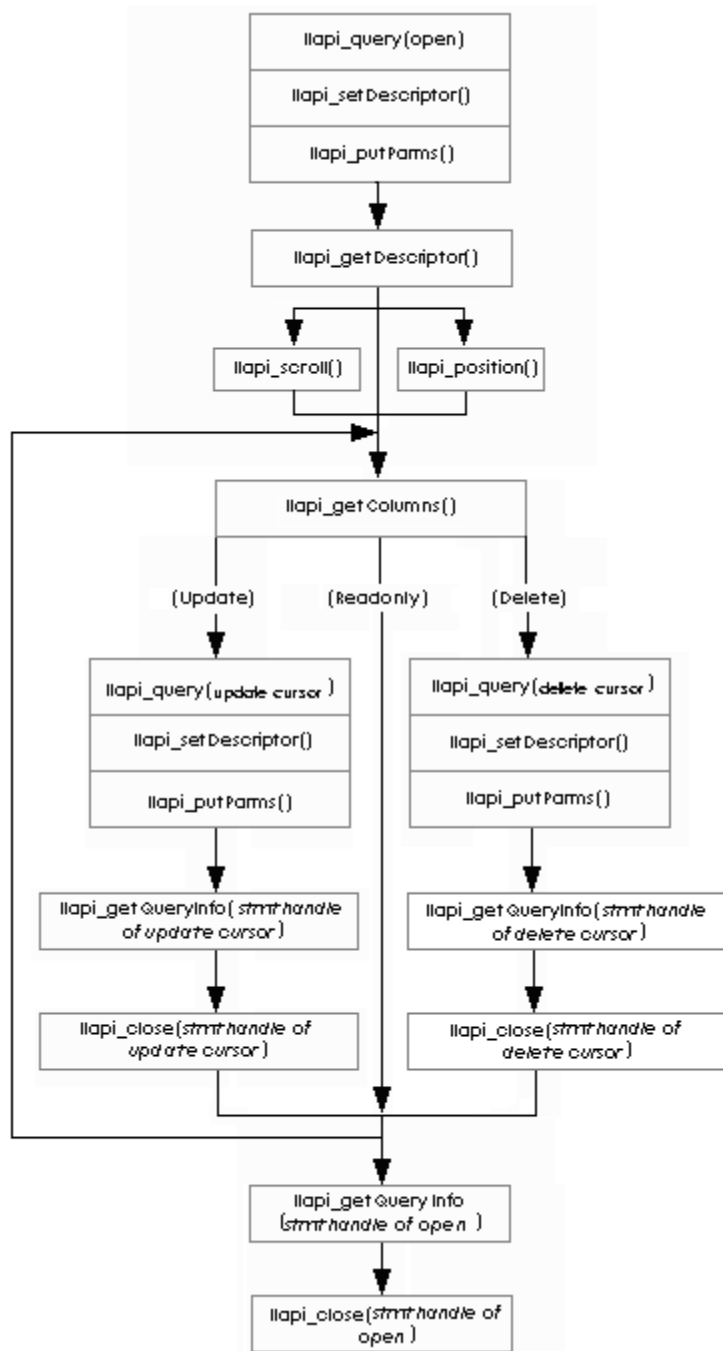 IIapi_query(open)
IIapi_setDescriptor()
IIapi_putParms()
IIapi_getDescriptor()
IIapi_scroll()
IIapi_position()
IIapi_getColumns()
(Update)
(Readonly)
(Delete)
IIapi_query(update cursor)
IIapi_setDescriptor()
IIapi_putParms()
IIapi_query(delete cursor)
IIapi_setDescriptor()
IIapi_putParms()
IIapi_getQueryInfo(stmthandle
of update cursor)
IIapi_getQueryInfo(stmthandle
of delete cursor)
IIapi_close(stmthandle of
update cursor)
IIapi_close(stmthandle of
delete cursor)
IIapi_getQueryInfo
(stmthandle of open )
IIapi_close(stmthandle of
open)